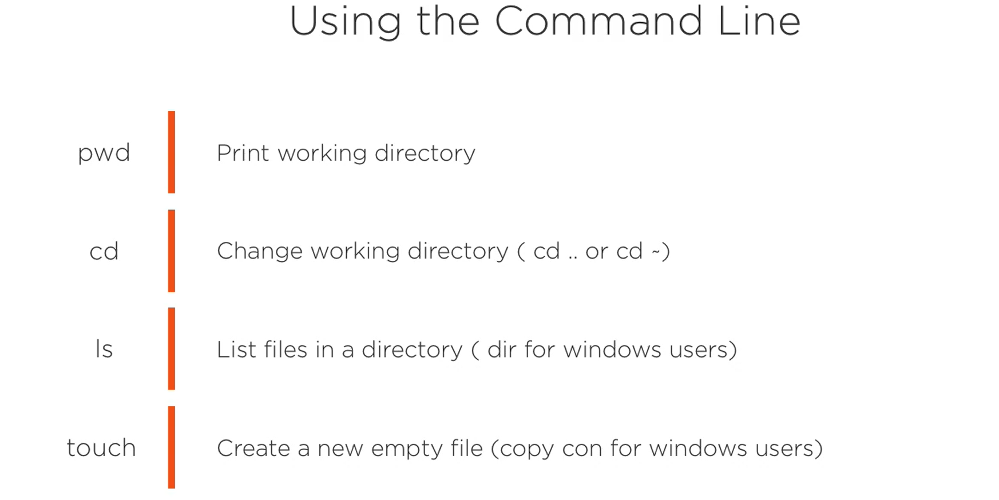 Using the Command Line
pwd
Print working directory
cd
Change working directory ( cd .. or cd ~)
ls
List files in a directory ( dir for windows users)
touch
Create a new empty file (copy con for windows users)